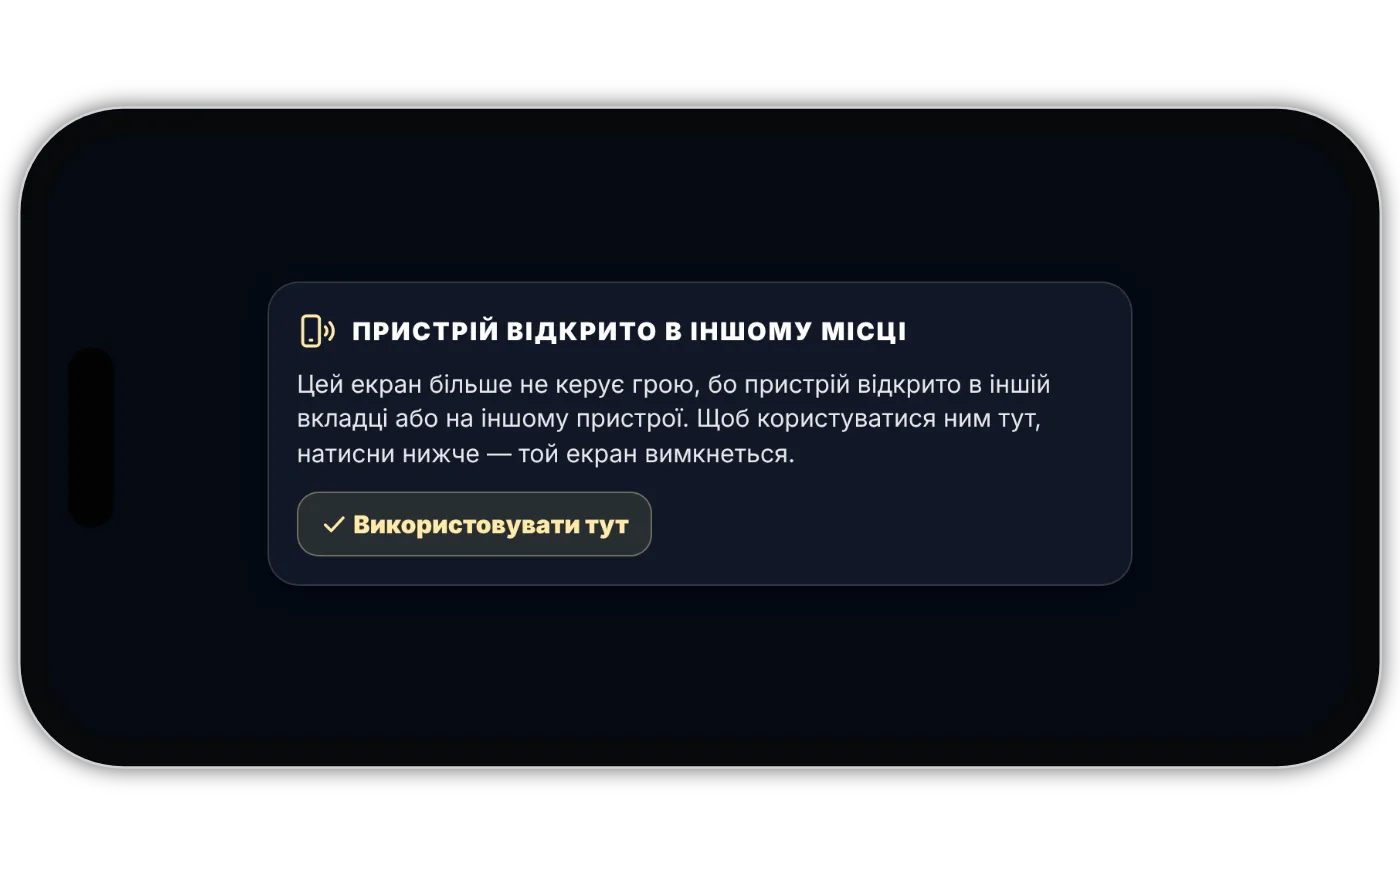 ПРИСТРІЙ ВІДКРИТО В ІНШОМУ МІСЦІ
Цей екран більше не керує грою, бо пристрій відкрито в іншій
вкладці або на іншому пристрої. Щоб користуватися ним тут,
натисни нижче — той екран вимкнеться.
Використовувати тут